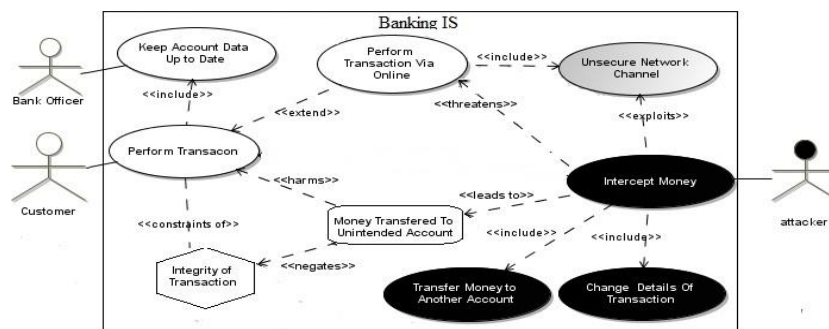 Banking IS
Keep Account Data
Up to Date
Perform
Transaction Via
Online
<<include>>
Unsecure Network
Channel
Bank Officer
<<include>>
<<extend>>
<<threatens>>
<<exploits>>
Perform Transacon
Customer
<<harms>>
Intercept Money
<<leads to>>
attacker
<<constraints of>>
Money Transfered To
Unintended Account
<<include>>
<<include>>
Integrity of
Transaction
<<negates>>
Transfer Money to
Another Account
Change Details Of
Transaction